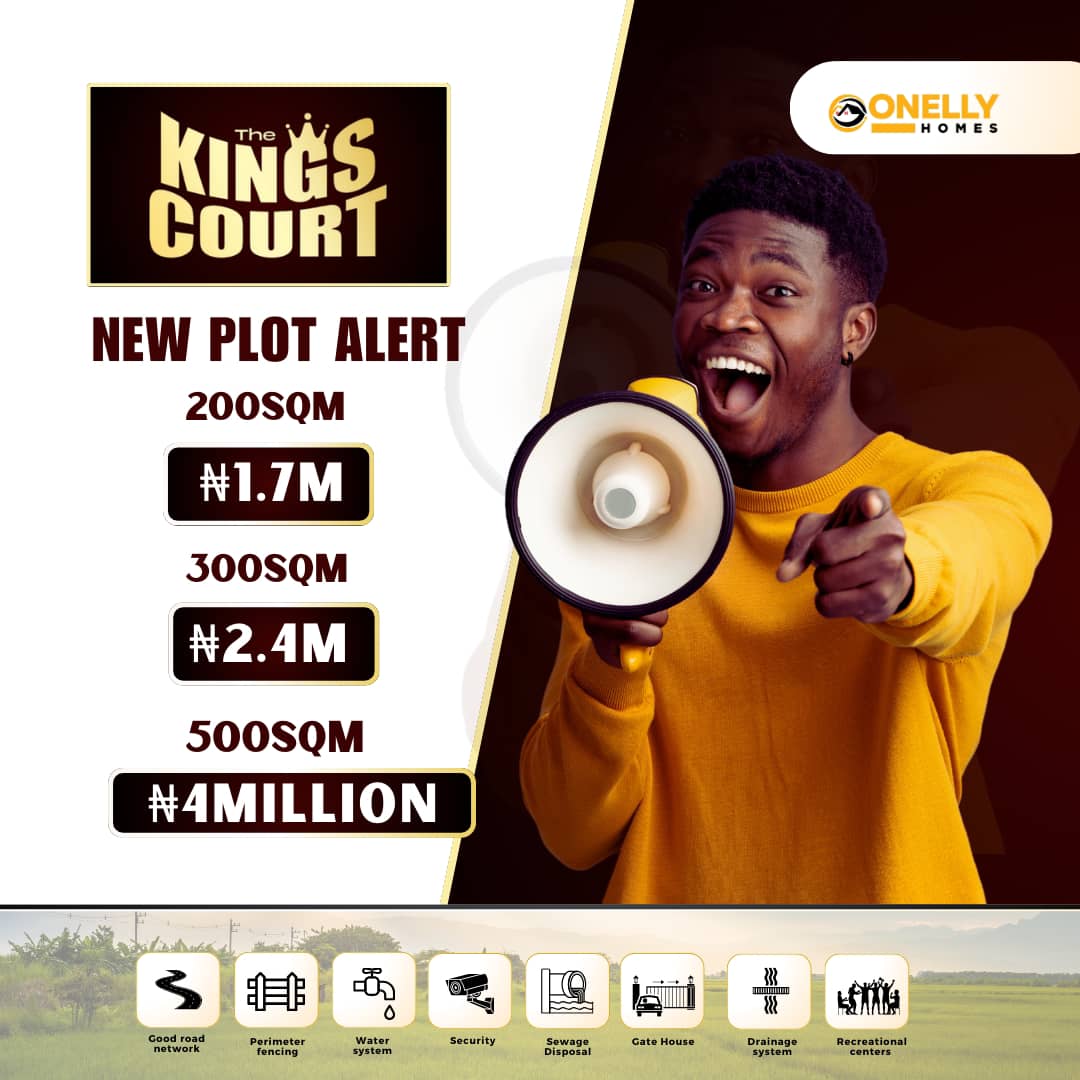 The
KINGS
COURT
ONELLY
HOMES
NEW PLOT ALERT
200SQM
₦1.7M
300SQM
₦2.4M
500SQM
₦4MILLION
Good road
network
Perimeter
fencing
Water
system
Security
Sewage
Disposal
Gate House
Drainage
system
Recreational
centers